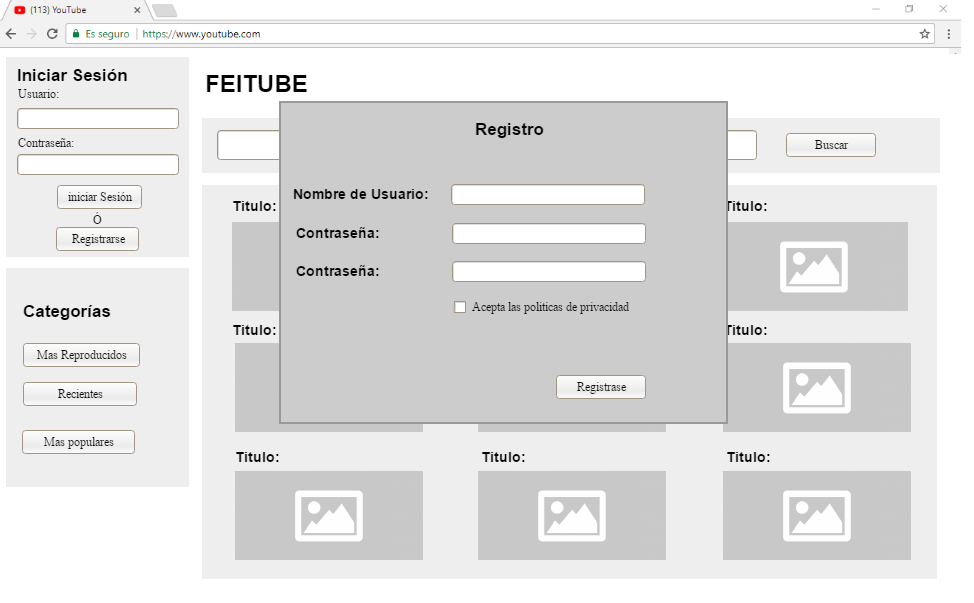 (113) YouTube
Es seguro
https://www.youtube.com
Iniciar Sesión
Usuario:
Contraseña:
iniciar Sesión
Ó
Registrarse
Categorías
Mas Reproducidos
Recientes
Mas populares
FEITUBE
Buscar
Registro
Nombre de Usuario:
Contraseña:
Contraseña:
Acepta las politicas de privacidad
Registrase
Titulo:
Titulo:
Titulo:
Titulo:
Titulo:
Titulo:
Titulo: